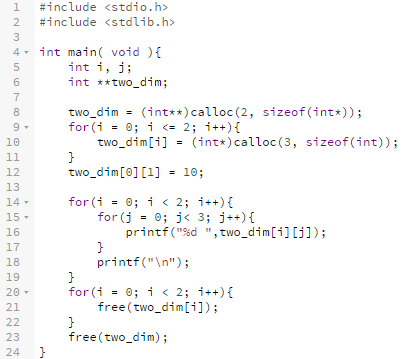 1 #include <stdio.h>
2 #include <stdlib.h>
3
4 int main( void ){
5     int i, j;
6     int **two_dim;
7
8     two_dim = (int**)calloc(2, sizeof(int*));
9     for(i = 0; i <= 2; i++){
10         two_dim[i] = (int*)calloc(3, sizeof(int));
11     }
12     two_dim[0][1] = 10;
13
14     for(i = 0; i < 2; i++){
15         for(j = 0; j< 3; j++){
16             printf("%d ",two_dim[i][j]);
17         }
18         printf("\n");
19     }
20     for(i = 0; i < 2; i++){
21         free(two_dim[i]);
22     }
23     free(two_dim);
24 }